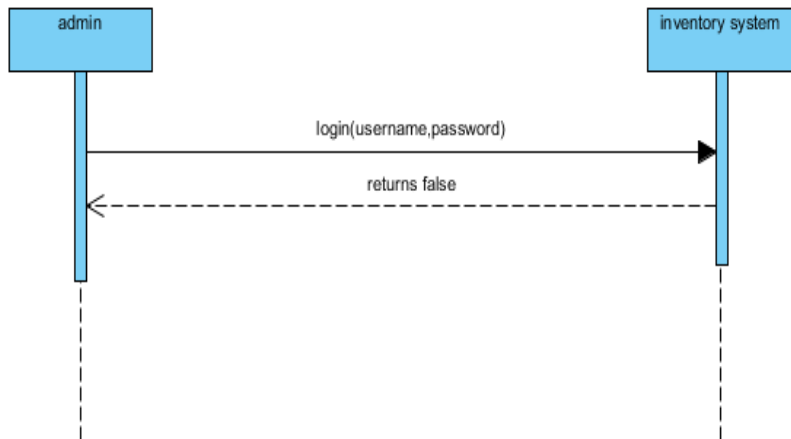 admin
inventory system
login(username,password)
returns false